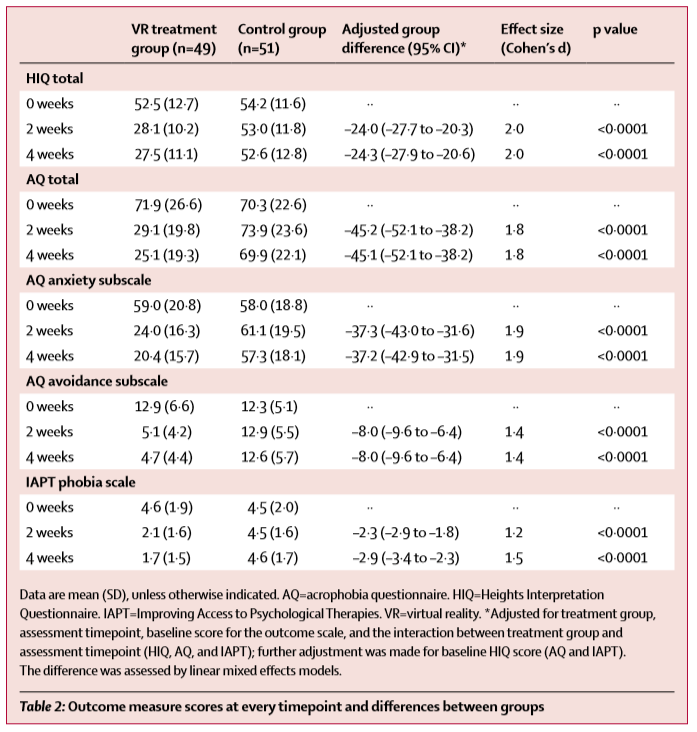 VR treatment group (n=49) Control group (n=51) Adjusted group difference (95% CI)* Effect size (Cohen's d) p value
HIQ total
0 weeks 52·5 (12·7) 54·2 (11·6) ·· ·· ··
2 weeks 28·1 (10·2) 53·0 (11·8) –24·0 (–27·7 to –20·3) 2·0 <0·0001
4 weeks 27·5 (11·1) 52·6 (12·8) –24·3 (–27·9 to –20·6) 2·0 <0·0001
AQ total
0 weeks 71·9 (26·6) 70·3 (22·6) ·· ·· ··
2 weeks 29·1 (19·8) 73·9 (23·6) –45·2 (–52·1 to –38·2) 1·8 <0·0001
4 weeks 25·1 (19·3) 69·9 (22·1) –45·1 (–52·1 to –38·2) 1·8 <0·0001
AQ anxiety subscale
0 weeks 59·0 (20·8) 58·0 (18·8) ·· ·· ··
2 weeks 24·0 (16·3) 61·1 (19·5) –37·3 (–43·0 to –31·6) 1·9 <0·0001
4 weeks 20·4 (15·7) 57·3 (18·1) –37·2 (–42·9 to –31·5) 1·9 <0·0001
AQ avoidance subscale
0 weeks 12·9 (6·6) 12·3 (5·1) ·· ·· ··
2 weeks 5·1 (4·2) 12·9 (5·5) –8·0 (–9·6 to –6·4) 1·4 <0·0001
4 weeks 4·7 (4·4) 12·6 (5·7) –8·0 (–9·6 to –6·4) 1·4 <0·0001
IAPT phobia scale
0 weeks 4·6 (1·9) 4·5 (2·0) ·· ·· ··
2 weeks 2·1 (1·6) 4·5 (1·6) –2·3 (–2·9 to –1·8) 1·2 <0·0001
4 weeks 1·7 (1·5) 4·6 (1·7) –2·9 (–3·4 to –2·3) 1·5 <0·0001
Data are mean (SD), unless otherwise indicated. AQ=acrophobia questionnaire. HIQ=Heights Interpretation
Questionnaire. IAPT=Improving Access to Psychological Therapies. VR=virtual reality. *Adjusted for treatment group,
assessment timepoint, baseline score for the outcome scale, and the interaction between treatment group and
assessment timepoint (HIQ, AQ, and IAPT); further adjustment was made for baseline HIQ score (AQ and IAPT).
The difference was assessed by linear mixed effects models.
Table 2: Outcome measure scores at every timepoint and differences between groups